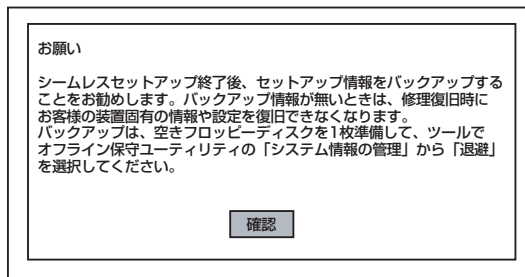 お願い
シームレスセットアップ終了後、セットアップ情報をバックアップする
ことをお勧めします。バックアップ情報が無いときは、修理復旧時に
お客様の装置固有の情報や設定を復旧できなくなります。
バックアップは、空きフロッピーディスクを1枚準備して、ツールで
オフライン保守ユーティリティの「システム情報の管理」から「退避」
を選択してください。
確認